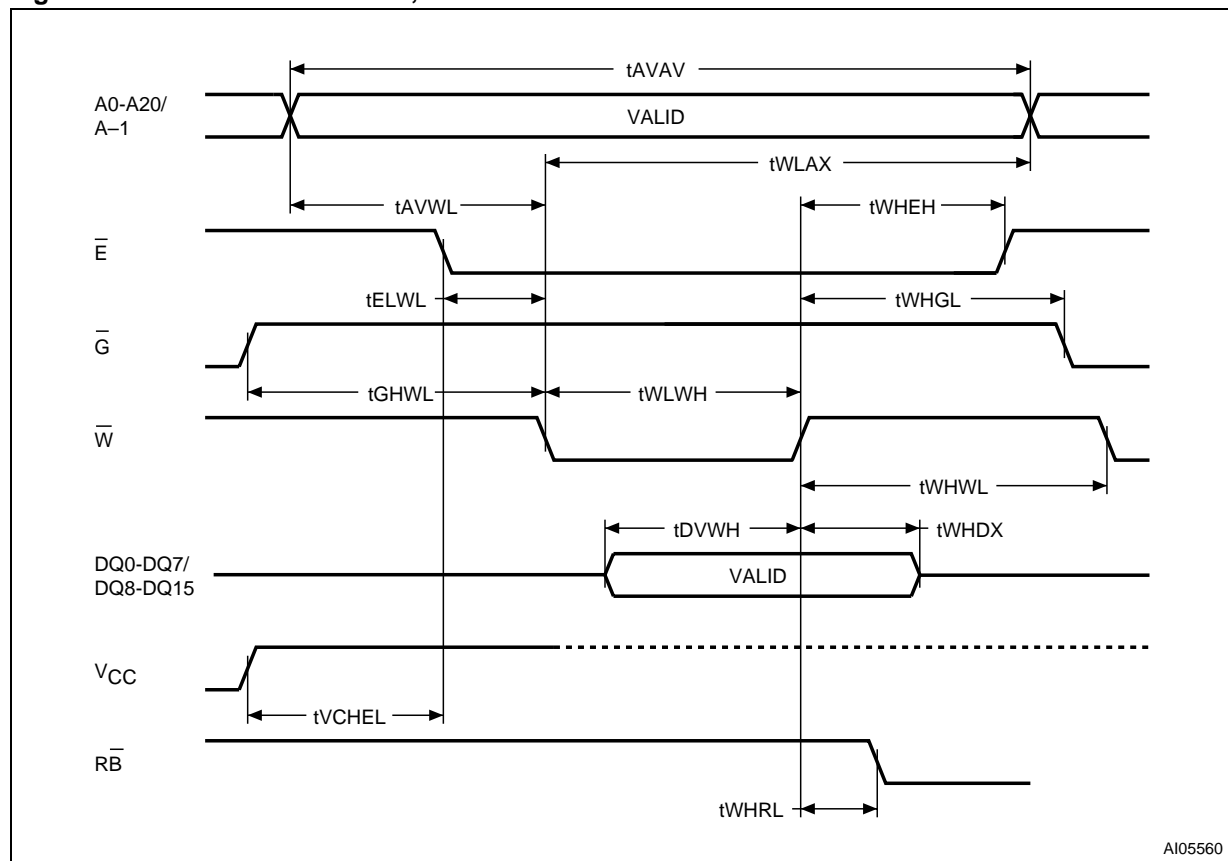 tAVAV
A0-A20/
A–1
VALID
tWLAX
tAVWL
tWHEH
E̅
tELWL
tWHGL
G̅
tGHWL
tWLWH
W̅
tWHWL
tDVWH
tWHDX
DQ0-DQ7/
DQ8-DQ15
VALID
VCC
tVCHEL
RB̅
tWHRL
AI05560